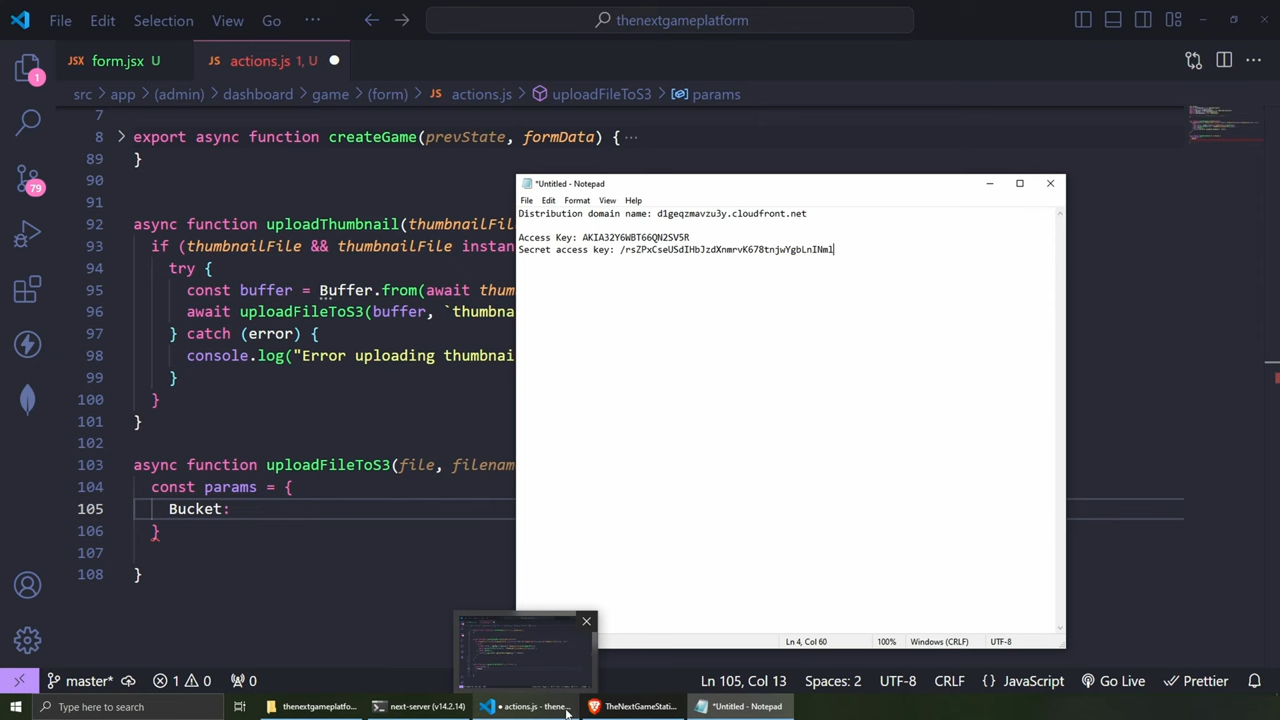 File Edit Selection View Go ··· thenextgameplatform
JSX form.jsx U JS actions.js 1, U
src > app > (admin) > dashboard > game > (form) > JS actions.js > uploadFileToS3 > params
1
79
7
8 export async function createGame(prevState, formData) { ···
89 }
90
91
92 async function uploadThumbnail(thumbnailFil
93 if (thumbnailFile && thumbnailFile instan
94 try {
95 const buffer = Buffer.from(await thum
96 await uploadFileToS3(buffer, `thumbna
97 } catch (error) {
98 console.log("Error uploading thumbnai
99 }
100 }
101 }
102
103 async function uploadFileToS3(file, filenam
104 const params = {
105 Bucket:
106 }
107
108 }
*Untitled - Notepad
File Edit Format View Help
Distribution domain name: d1geqzmavzu3y.cloudfront.net
Access Key: AKIA32Y6WBT66QN2SV5R
Secret access key: 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
Ln 4, Col 60 100% Windows (CRLF) UTF-8
master* 1 0 0 Ln 105, Col 13 Spaces: 2 UTF-8 CRLF {} JavaScript Go Live Prettier
Type here to search thenextgameplatfo... next-server (v14.2.14) • actions.js - thene... TheNextGameStati... *Untitled - Notepad